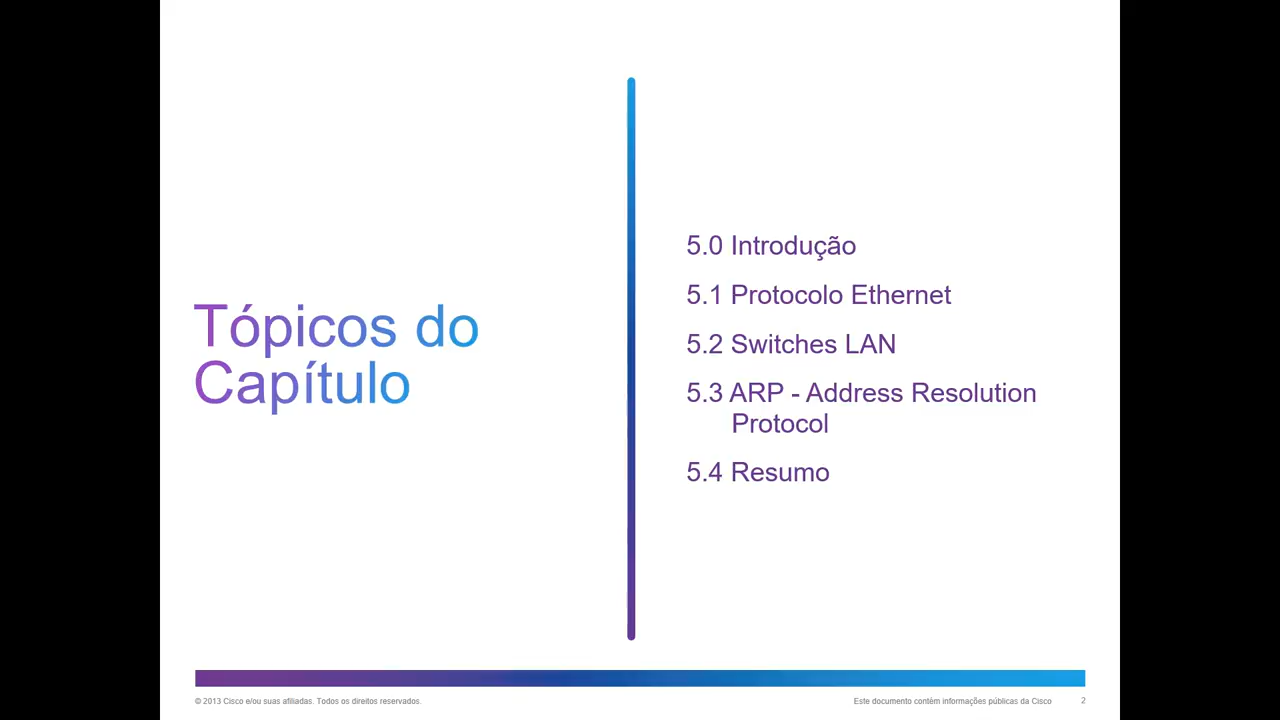 Tópicos do
Capítulo
5.0 Introdução
5.1 Protocolo Ethernet
5.2 Switches LAN
5.3 ARP - Address Resolution
Protocol
5.4 Resumo
© 2013 Cisco e/ou suas afiliadas. Todos os direitos reservados.
Este documento contém informações públicas da Cisco
2